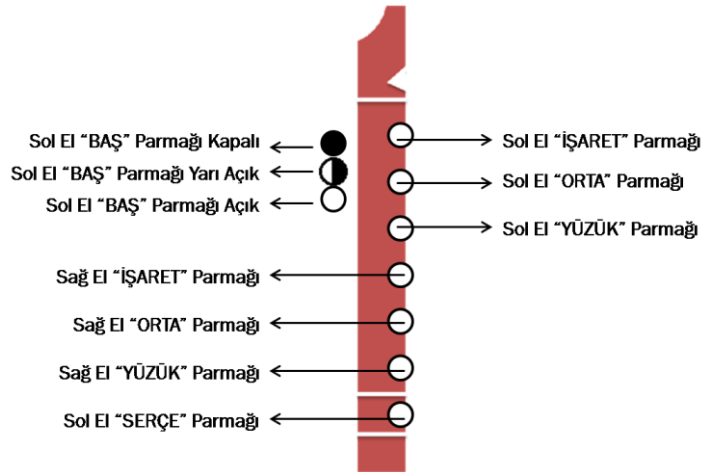 Sol El “BAŞ” Parmağı Kapalı
Sol El “BAŞ” Parmağı Yarı Açık
Sol El “BAŞ” Parmağı Açık
Sol El “İŞARET” Parmağı
Sol El “ORTA” Parmağı
Sol El “YÜZÜK” Parmağı
Sağ El “İŞARET” Parmağı
Sağ El “ORTA” Parmağı
Sağ El “YÜZÜK” Parmağı
Sol El “SERÇE” Parmağı